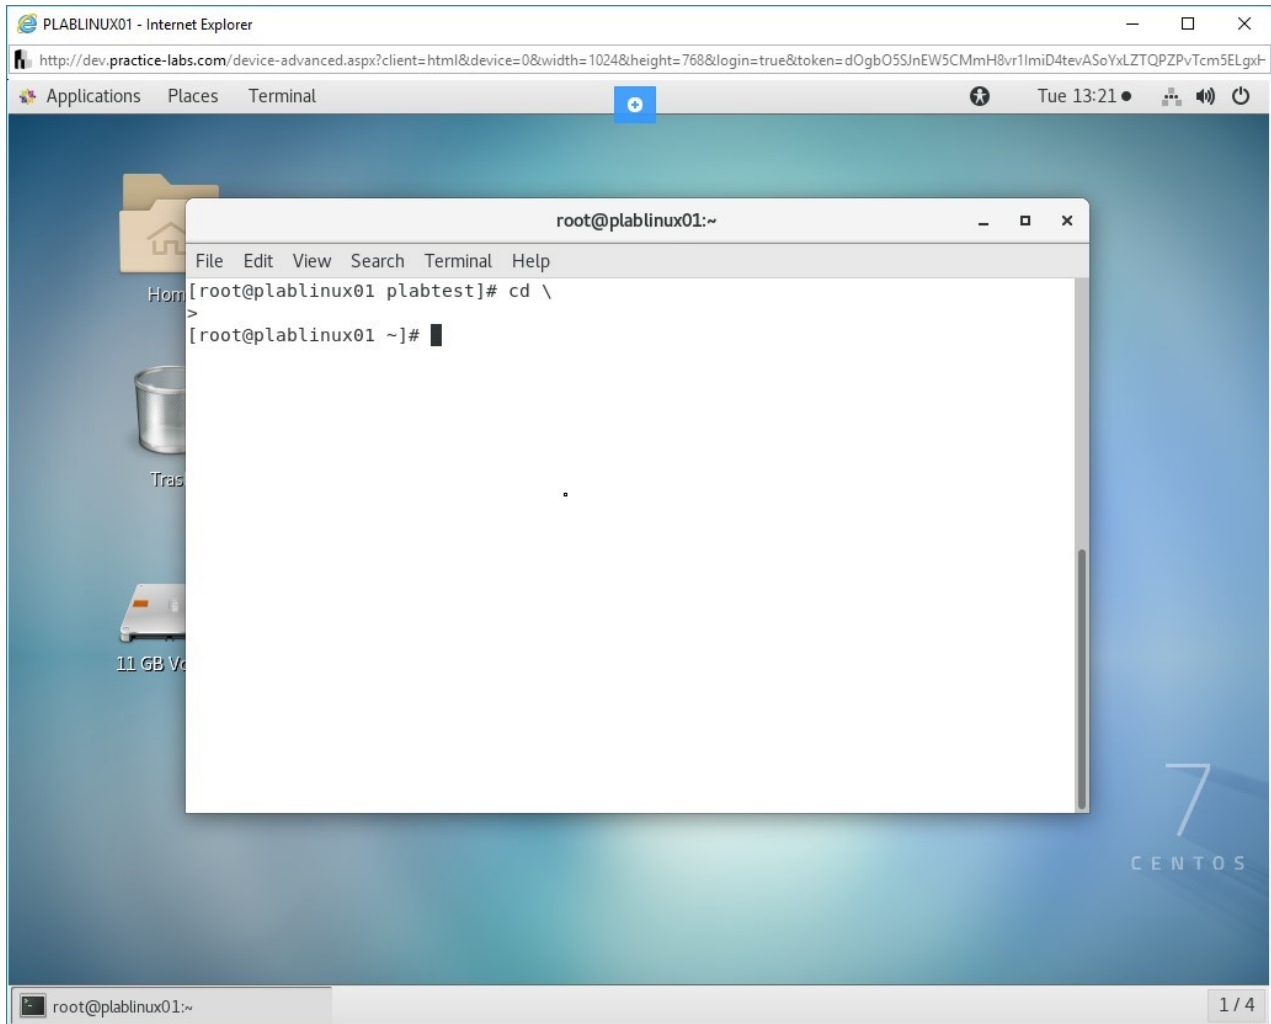 PLABLINUX01 - Internet Explorer
http://dev.practice-labs.com/device-advanced.aspx?client=html&device=0&width=1024&height=768&login=true&token=
Applications Places Terminal Tue 13:21
root@plablinux01:~
File Edit View Search Terminal Help
[root@plablinux01 plabtest]# cd \
>
[root@plablinux01 ~]#
Hom
Tras
11 GB Vo
7
CENTOS
root@plablinux01:~
1 / 4